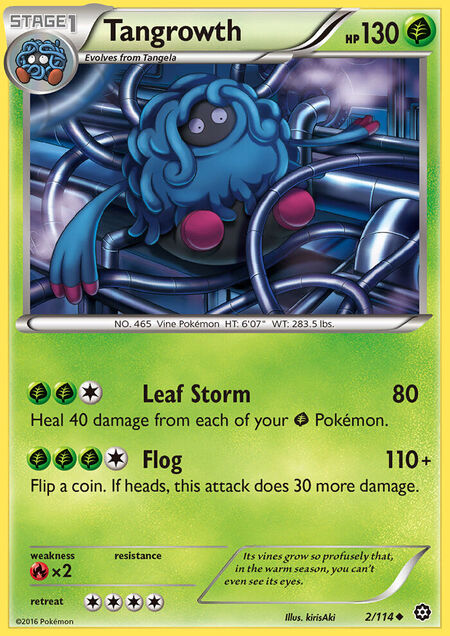 STAGE1
Tangrowth
HP 130
Evolves from Tangela
NO. 465 Vine Pokémon HT: 6'07" WT: 283.5 lbs.
Leaf Storm 80
Heal 40 damage from each of your Pokémon.
Flog 110+
Flip a coin. If heads, this attack does 30 more damage.
weakness resistance
×2
retreat
Its vines grow so profusely that,
in the warm season, you can't
even see its eyes.
©2016 Pokémon
Illus. kirisAki
2/114